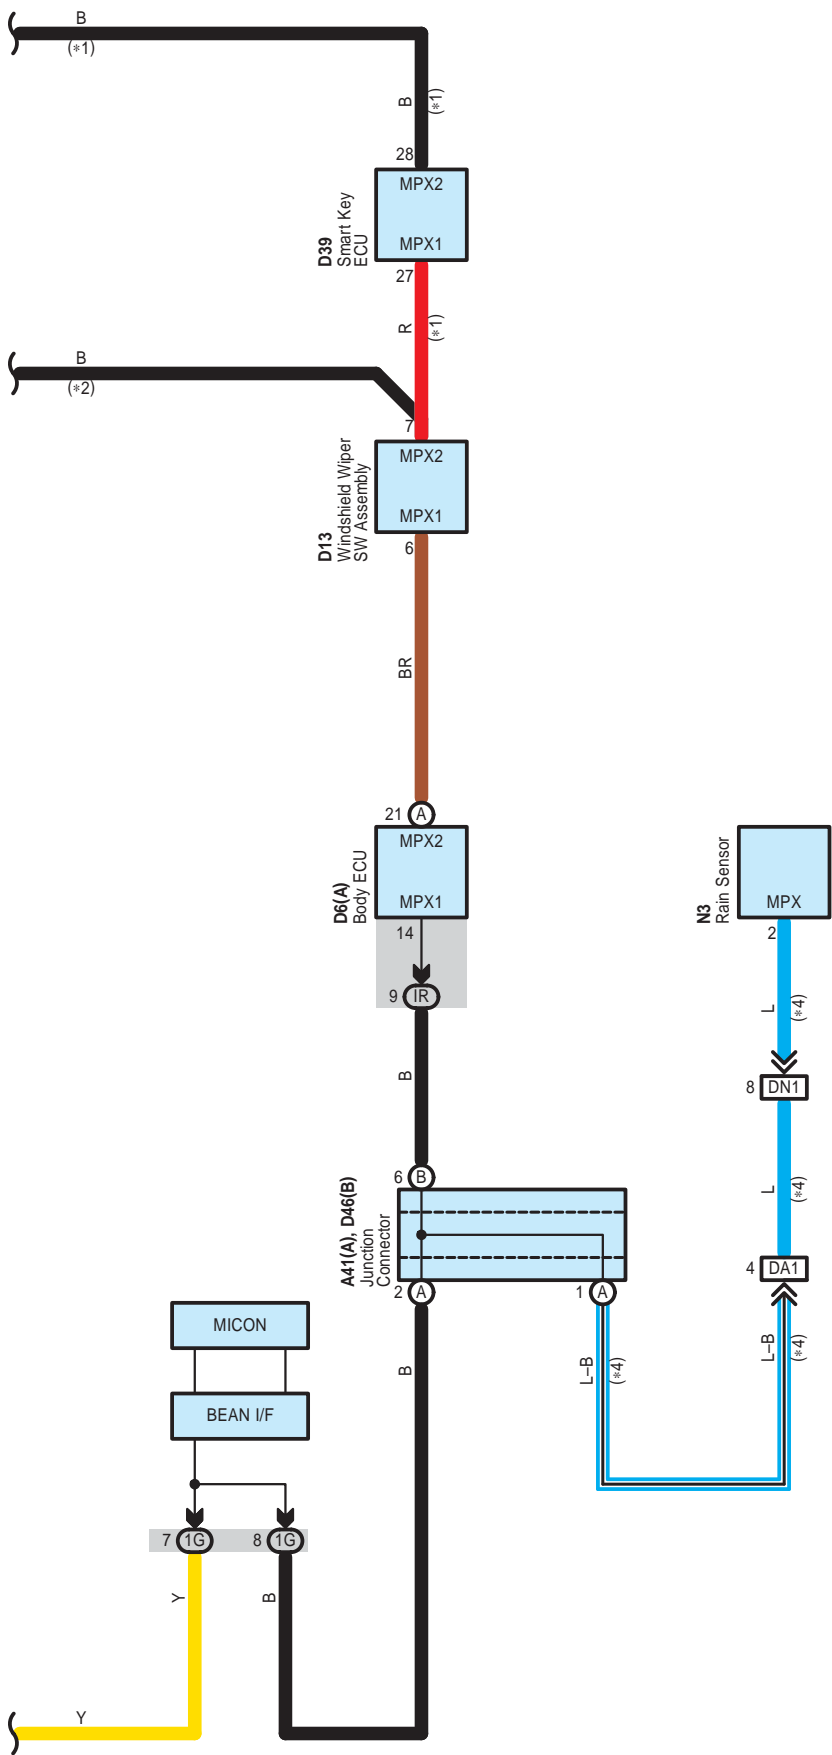 B
(*1)
B
(*1)
28
MPX2
MPX1
D39
Smart Key
ECU
27
R
(*1)
B
(*2)
7
MPX2
MPX1
D13
Windshield Wiper
SW Assembly
6
BR
21
A
MPX2
MPX1
D6(A)
Body ECU
14
9
IR
N3
Rain Sensor
MPX
2
L
(*4)
8
DN1
B
L
(*4)
6
B
A41(A), D46(B)
Junction
Connector
2
A
1
A
4
DA1
MICON
BEAN I/F
B
L–B
(*4)
L–B
(*4)
7
1G
8
1G
Y
B
Y